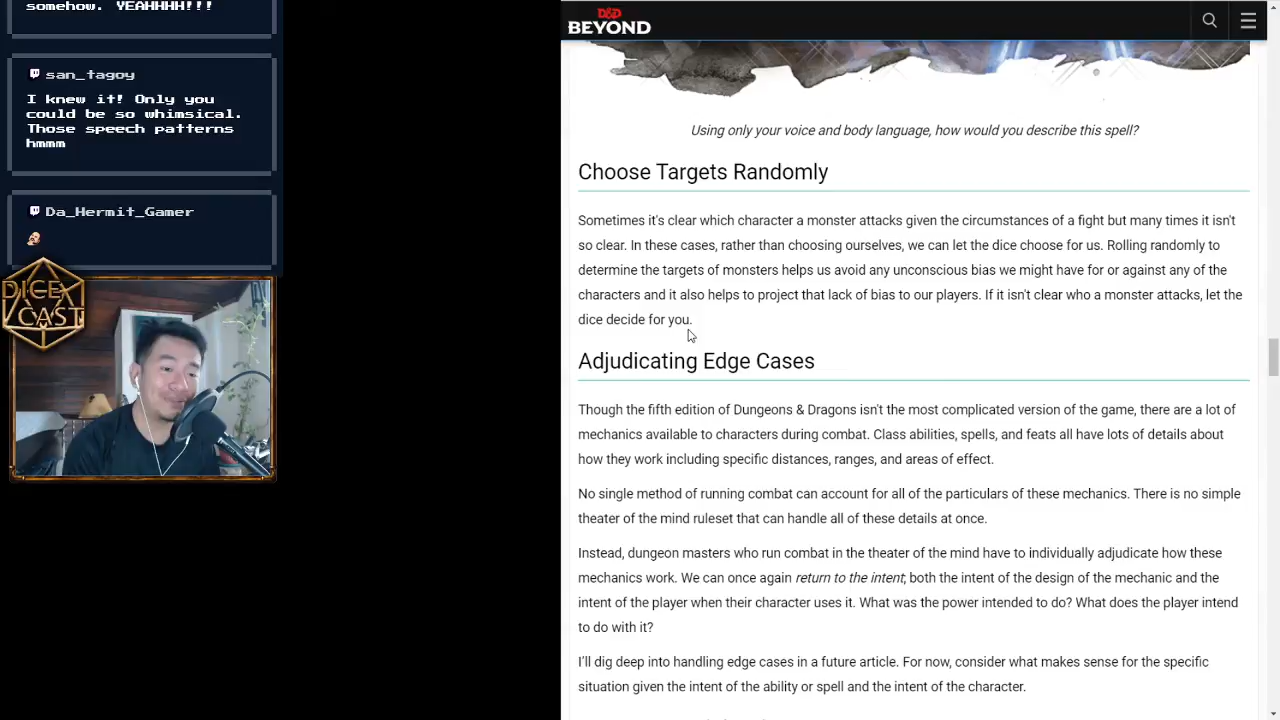 somehow. YEAHHHH!!!
san_tagoy
I knew it! Only you
could be so whimsical.
Those speech patterns
hmmm
Da_Hermit_Gamer
DICE
CAST
D&D
BEYOND
Using only your voice and body language, how would you describe this spell?
Choose Targets Randomly
Sometimes it's clear which character a monster attacks given the circumstances of a fight but many times it isn't
so clear. In these cases, rather than choosing ourselves, we can let the dice choose for us. Rolling randomly to
determine the targets of monsters helps us avoid any unconscious bias we might have for or against any of the
characters and it also helps to project that lack of bias to our players. If it isn't clear who a monster attacks, let the
dice decide for you.
Adjudicating Edge Cases
Though the fifth edition of Dungeons & Dragons isn't the most complicated version of the game, there are a lot of
mechanics available to characters during combat. Class abilities, spells, and feats all have lots of details about
how they work including specific distances, ranges, and areas of effect.
No single method of running combat can account for all of the particulars of these mechanics. There is no simple
theater of the mind ruleset that can handle all of these details at once.
Instead, dungeon masters who run combat in the theater of the mind have to individually adjudicate how these
mechanics work. We can once again return to the intent; both the intent of the design of the mechanic and the
intent of the player when their character uses it. What was the power intended to do? What does the player intend
to do with it?
I'll dig deep into handling edge cases in a future article. For now, consider what makes sense for the specific
situation given the intent of the ability or spell and the intent of the character.